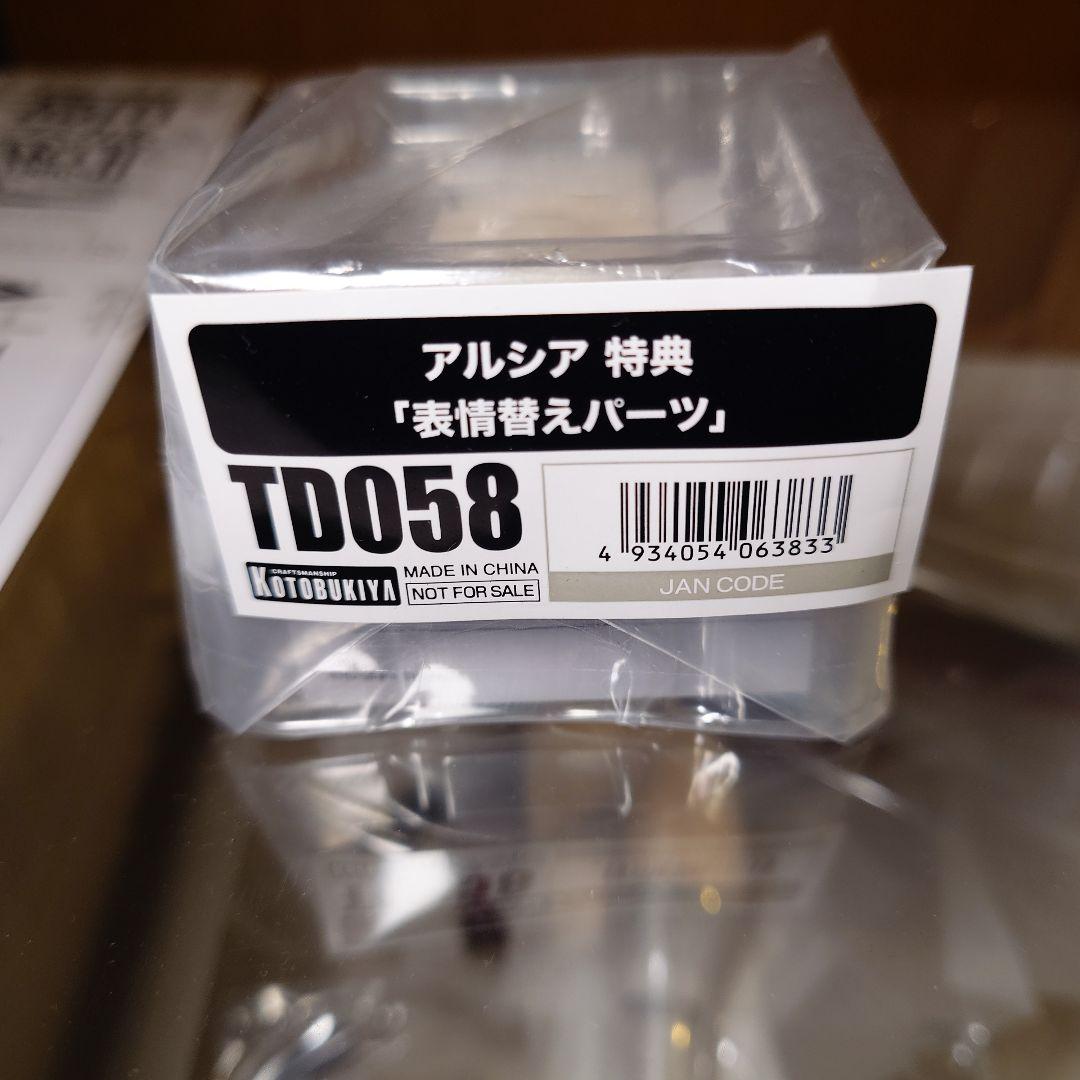 アルシア 特典
「表情替えパーツ」
TD058
CRAFTSMANSHIP
KOTOBUKIYA
MADE IN CHINA
NOT FOR SALE
4 934054 063833
JAN CODE